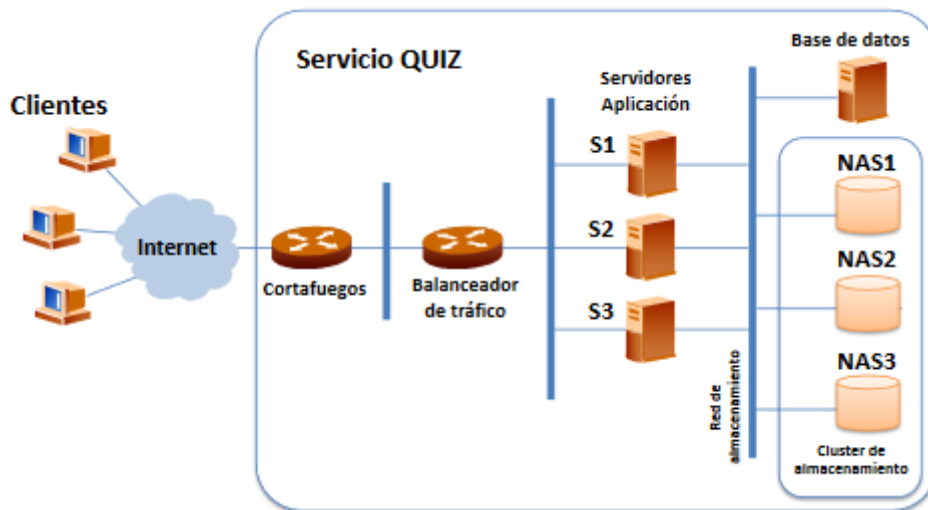 Servicio QUIZ
Base de datos
Clientes
Servidores
Aplicación
S1
NAS1
Internet
S2
NAS2
Cortafuegos
Balanceador
de tráfico
S3
NAS3
Red de
almacenamiento
Cluster de
almacenamiento